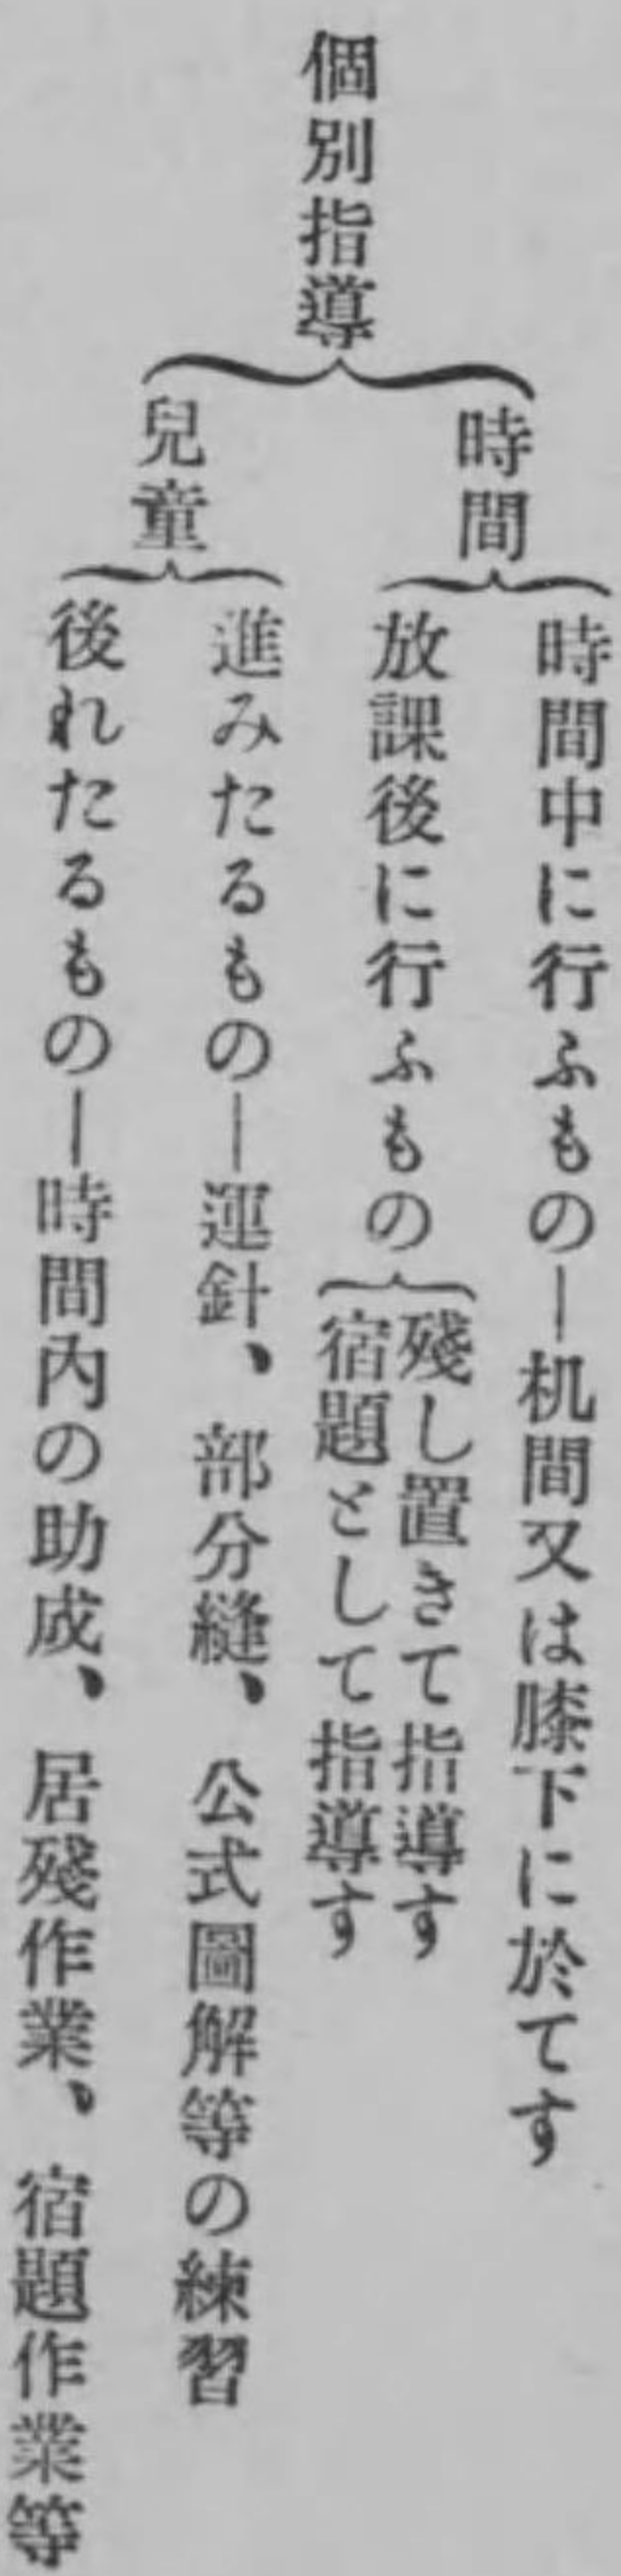 個別指導
時間
時間中に行ふもの―机間又は膝下に於てす
放課後に行ふもの
殘し置きて指導す
宿題として指導す
兒童
進みたるもの―運針、部分縫、公式圖解等の練習
後れたるもの―時間內の助成、居殘作業、宿題作業等